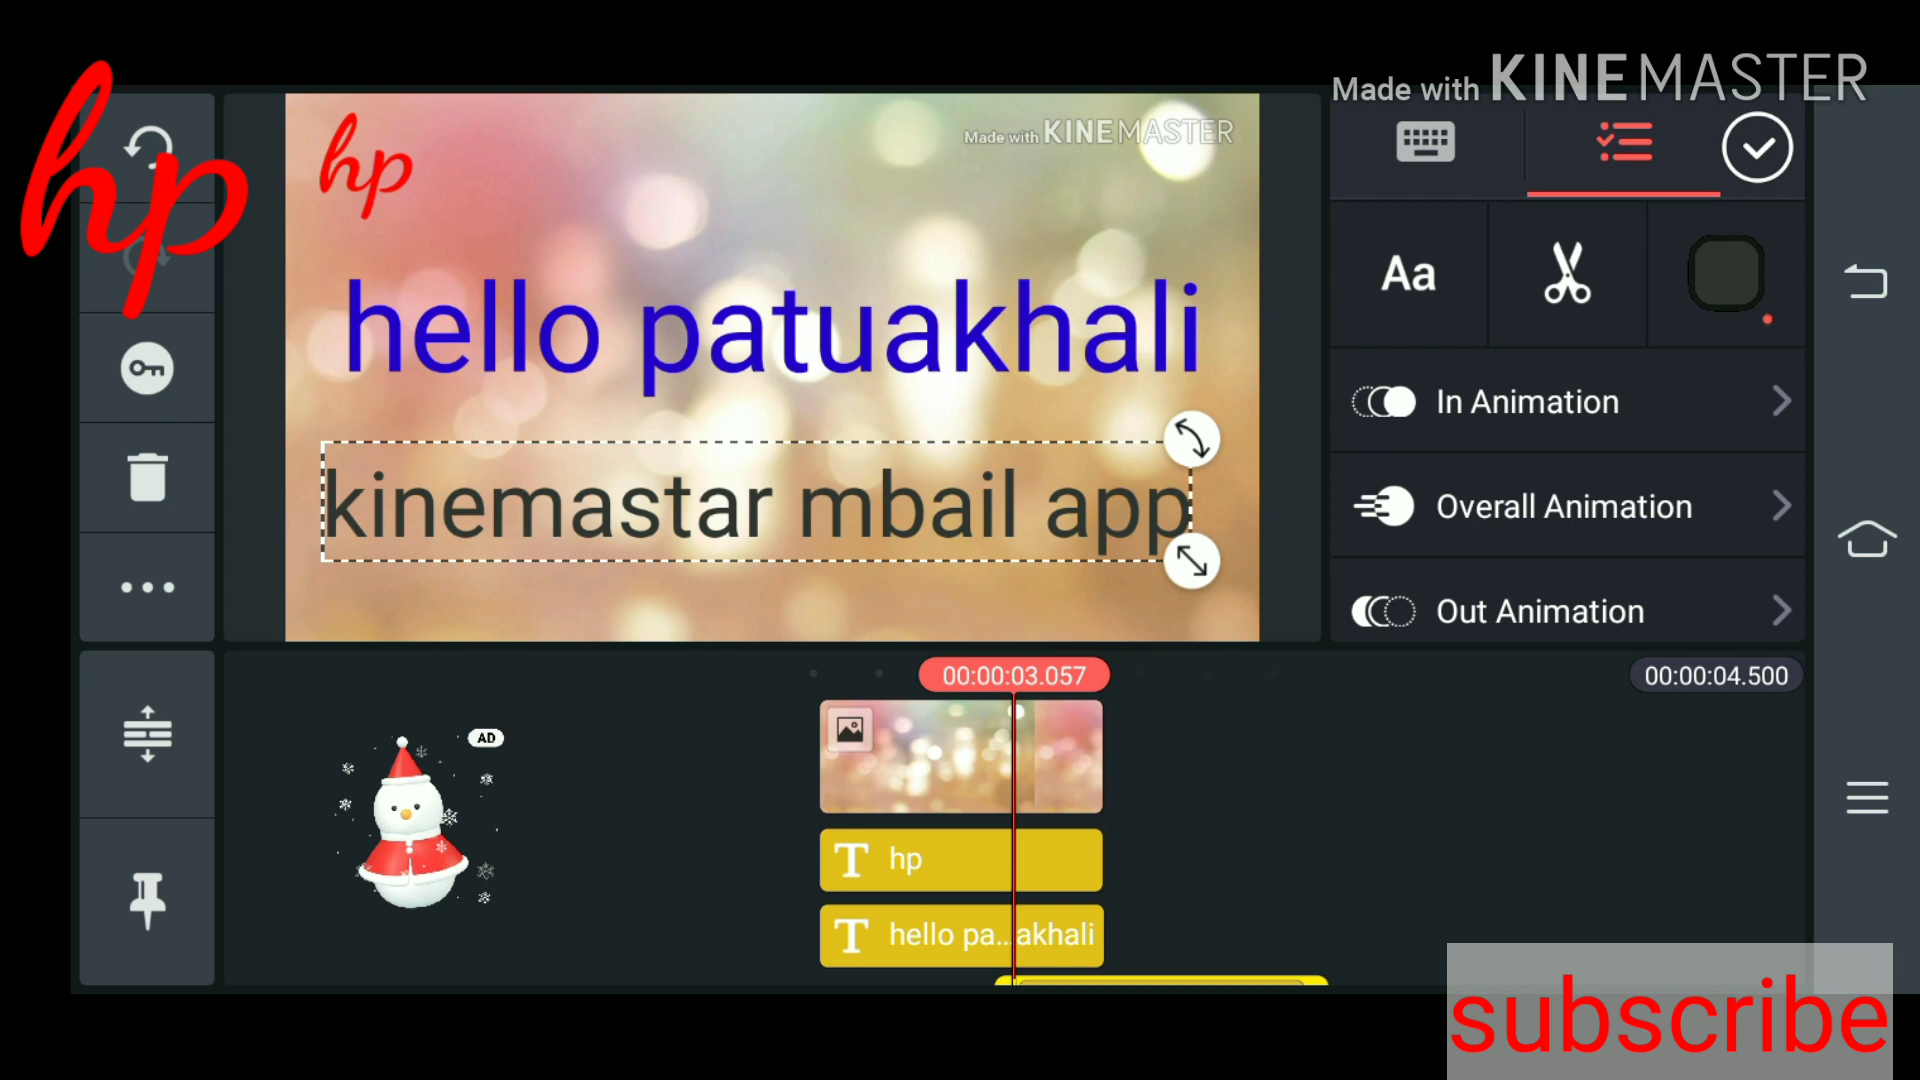 Made with KINEMASTER
hp
hp
Made with KINEMASTER
hello patuakhali
kinemastar mbail app
Aa
In Animation
Overall Animation
Out Animation
00:00:03.057
00:00:04.500
AD
T hp
T hello pa...akhali
subscribe